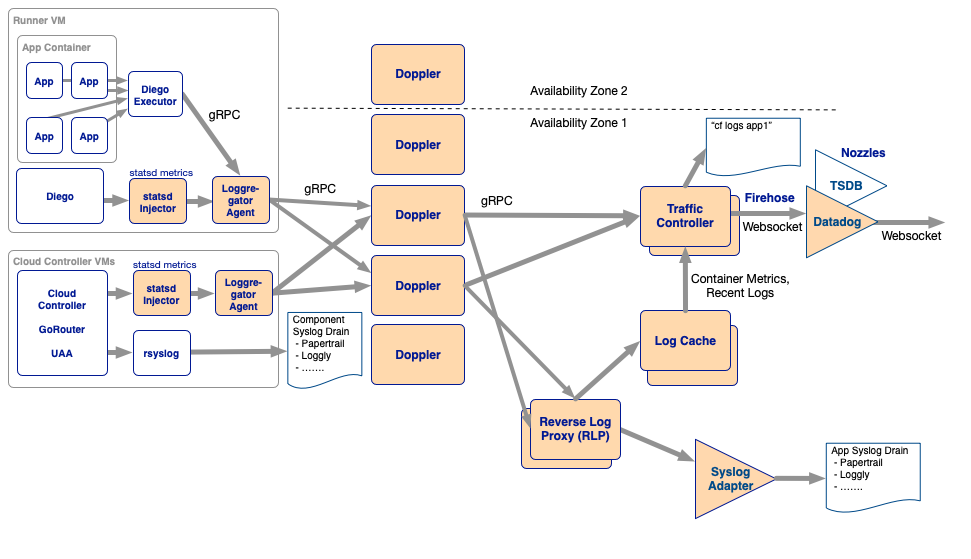 Runner VM
App Container
App
App
App
App
Diego
Executor
gRPC
Diego
statsd metrics
statsd
Injector
Loggre-
gator
Agent
gRPC
Cloud Controller VMs
Cloud
Controller
GoRouter
UAA
statsd metrics
statsd
Injector
Loggre-
gator
Agent
rsyslog
Component
Syslog Drain
- Papertrail
- Loggly
- .......
Doppler
Availability Zone 2
Availability Zone 1
Doppler
Doppler
Doppler
Doppler
gRPC
"cf logs app1"
Traffic
Controller
Firehose
Websocket
Nozzles
TSDB
Datadog
Websocket
Container Metrics,
Recent Logs
Log Cache
Reverse Log
Proxy (RLP)
Syslog
Adapter
App Syslog Drain
- Papertrail
- Loggly
- .......